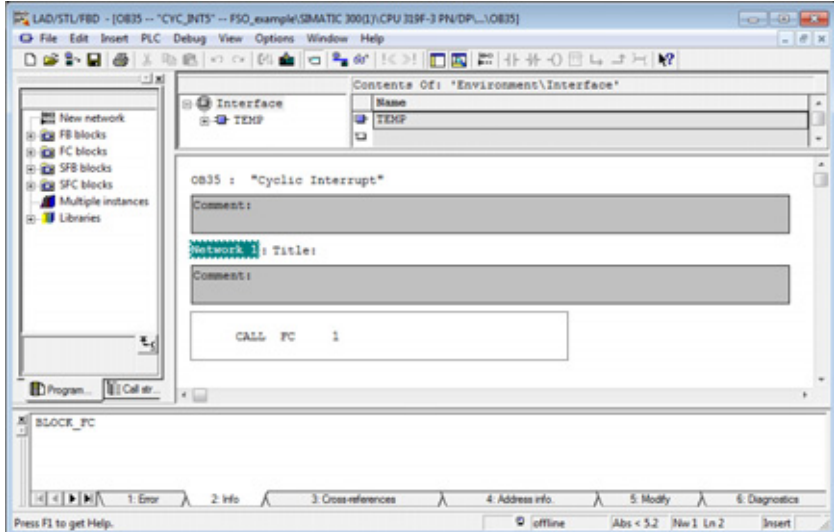 LAD/STL/FBD - [OB35 -- "CYC_INT5" -- FSO_example\SIMATIC 300(1)\CPU 319F-3 PN/DP\...\OB35]
File Edit Insert PLC Debug View Options Window Help
Contents Of: 'Environment\Interface'
Interface
Name
TEMP
TEMP
New network
FB blocks
FC blocks
SFB blocks
SFC blocks
Multiple instances
Libraries
OB35 : "Cyclic Interrupt"
Comment:
Network 1: Title:
Comment:
CALL FC 1
Program... Call str...
BLOCK_FC
1: Error 2: Info 3: Cross-references 4: Address info. 5: Modify 6: Diagnostics
Press F1 to get Help. offline Abs < 5.2 Nw 1 Ln 2 Insert